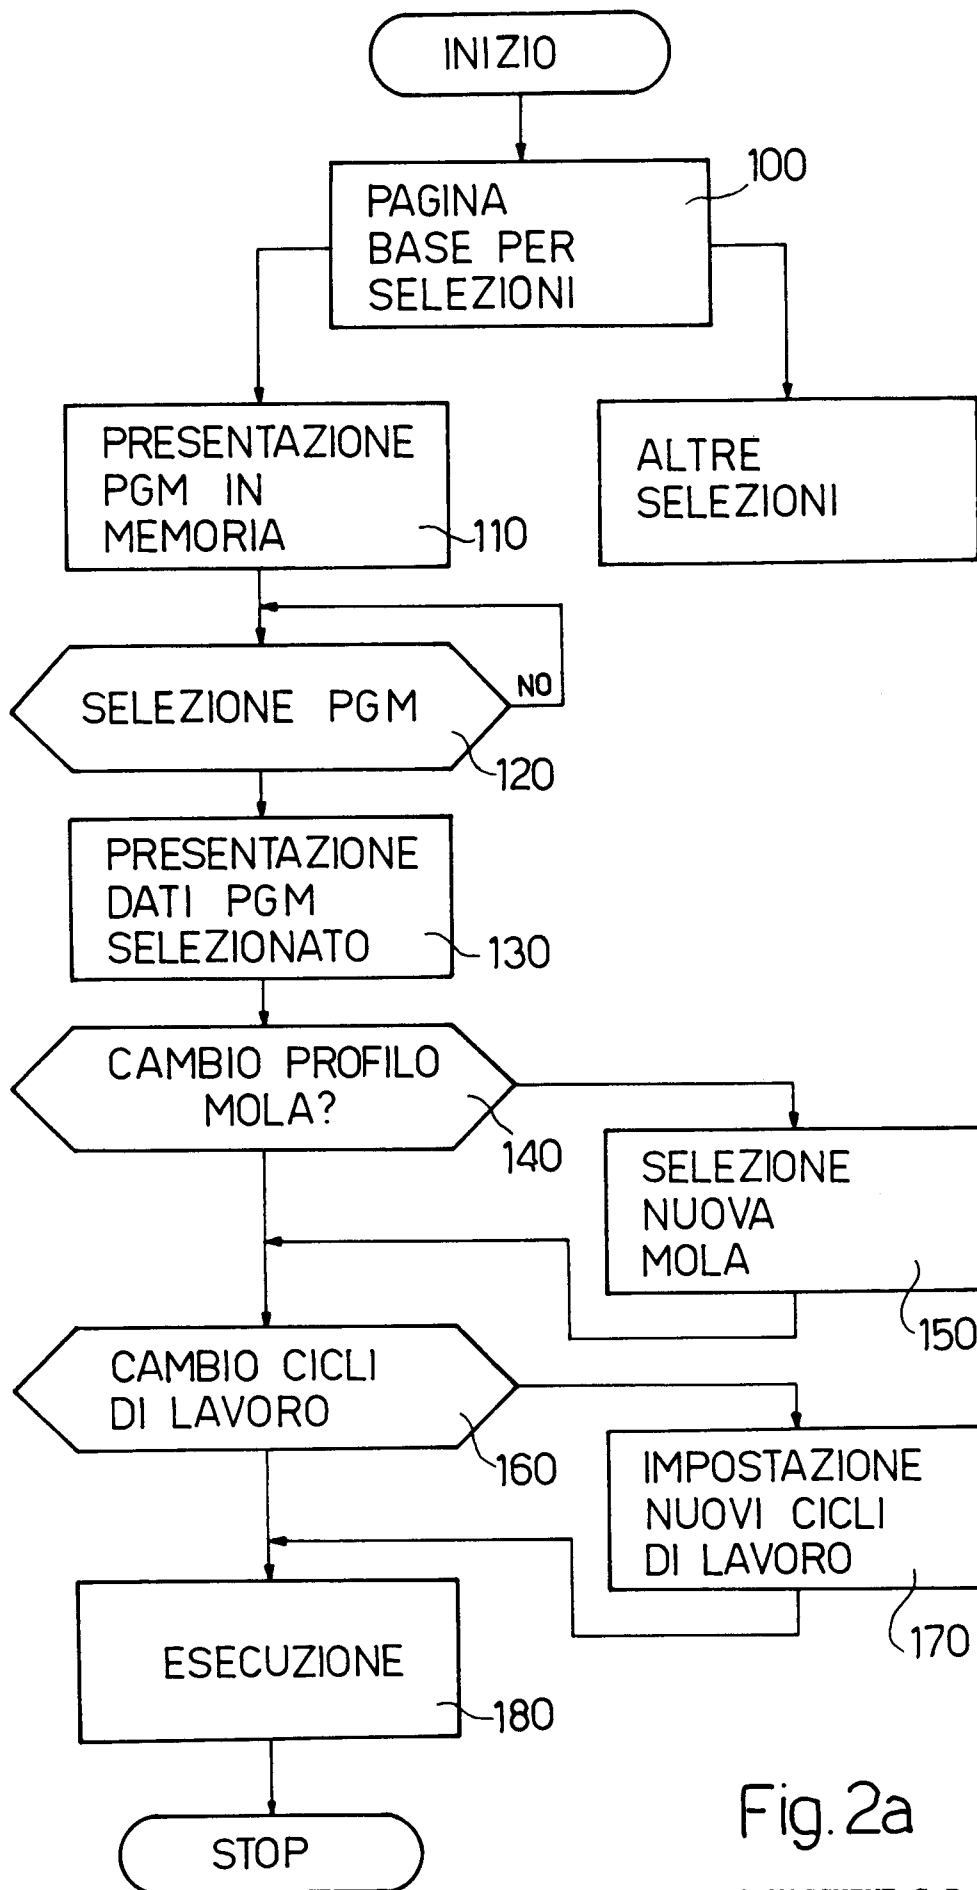 INIZIO
100
PAGINA
BASE PER
SELEZIONI
PRESENTAZIONE
PGM IN
MEMORIA
110
ALTRE
SELEZIONI
SELEZIONE PGM
NO
120
PRESENTAZIONE
DATI PGM
SELEZIONATO
130
CAMBIO PROFILO
MOLA?
140
SELEZIONE
NUOVA
MOLA
150
CAMBIO CICLI
DI LAVORO
160
IMPOSTAZIONE
NUOVI CICLI
DI LAVORO
170
ESECUZIONE
180
STOP
Fig. 2a